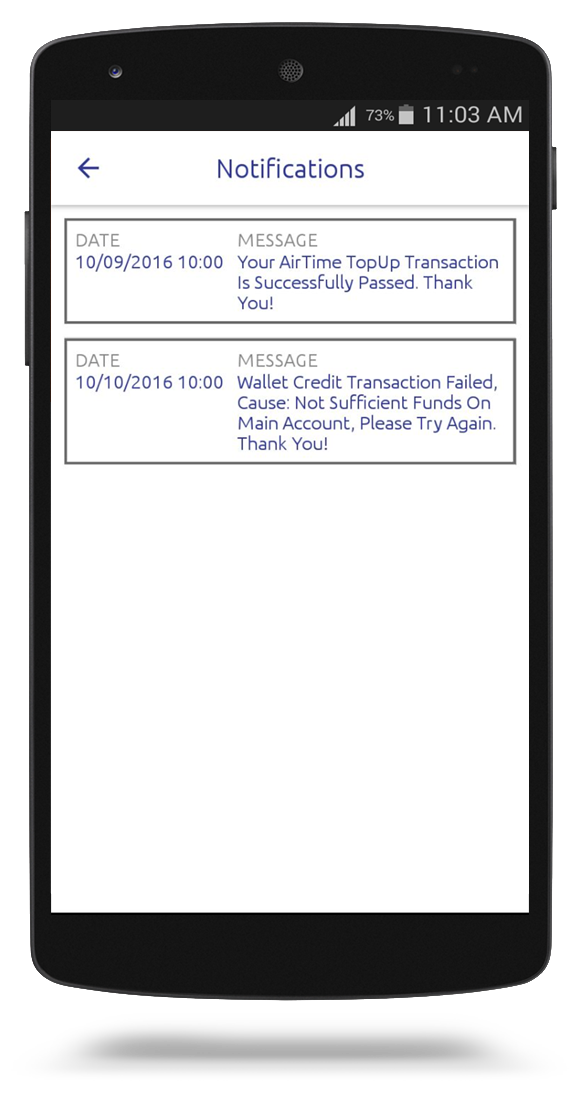 73% 11:03 AM
Notifications
DATE MESSAGE
10/09/2016 10:00 Your AirTime TopUp Transaction
Is Successfully Passed. Thank
You!
DATE MESSAGE
10/10/2016 10:00 Wallet Credit Transaction Failed,
Cause: Not Sufficient Funds On
Main Account, Please Try Again.
Thank You!